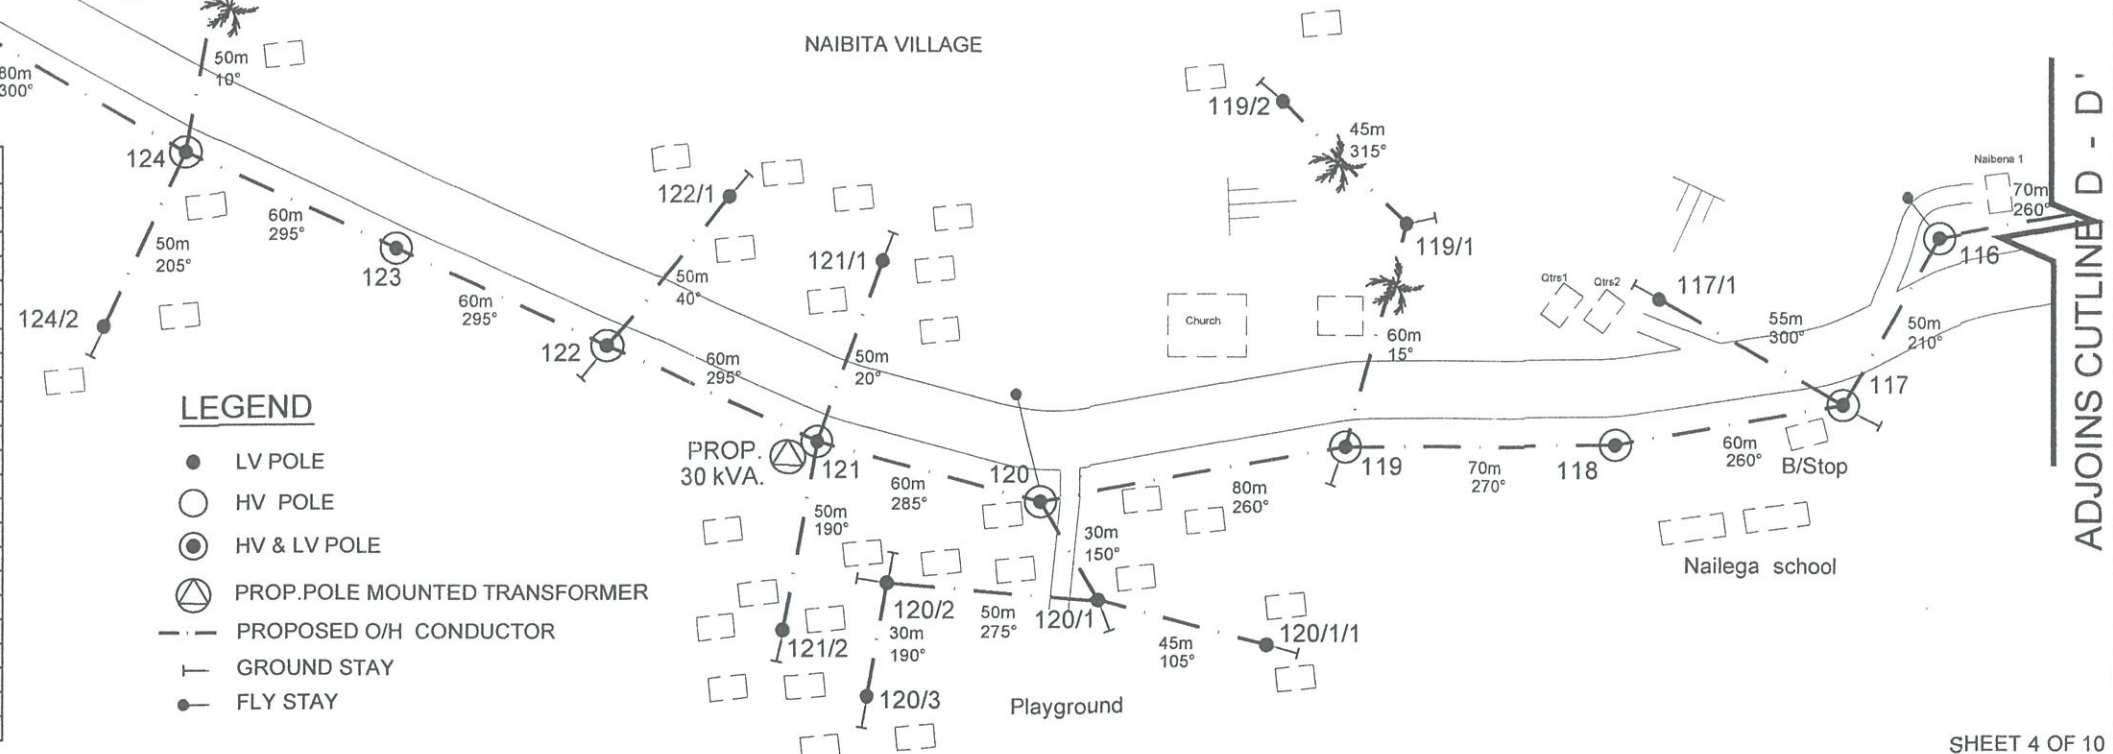 NAIBITA VILLAGE
50m
10°
80m
300°
124
60m
295°
50m
205°
124/2
123
60m
295°
122/1
50m
40°
122
60m
295°
121/1
50m
20°
PROP.
30 kVA.
121
50m
190°
121/2
60m
285°
120
30m
150°
120/2
50m
275°
120/1
30m
190°
120/3
45m
105°
120/1/1
Playground
80m
260°
119/2
45m
315°
119/1
Church
60m
15°
119
70m
270°
118
60m
260°
B/Stop
Nailega school
Qtrs1
Qtrs2
117/1
55m
300°
117
50m
210°
116
Naibena 1
70m
260°
ADJOINS CUTLINE D - D'
LEGEND
LV POLE
HV POLE
HV & LV POLE
PROP.POLE MOUNTED TRANSFORMER
PROPOSED O/H CONDUCTOR
GROUND STAY
FLY STAY
SHEET 4 OF 10